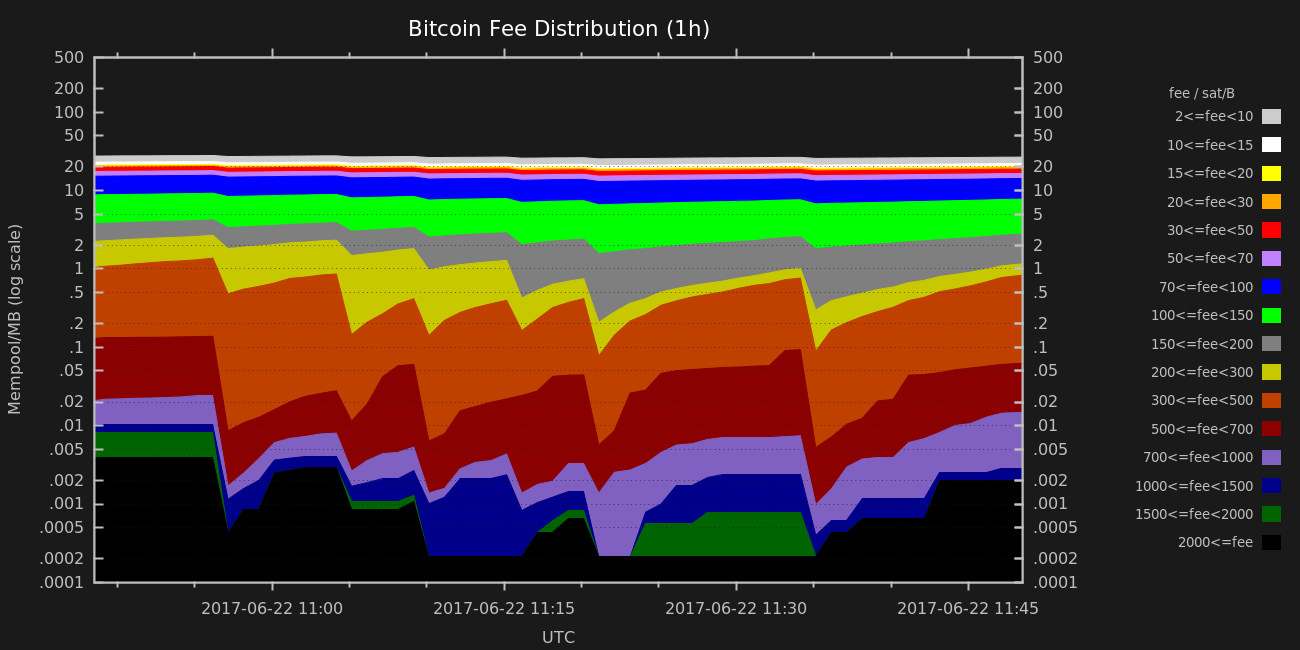 Bitcoin Fee Distribution (1h)
500
200
100
50
20
10
5
2
1
.5
.2
.1
.05
.02
.01
.005
.002
.001
.0005
.0002
.0001
Mempool/MB (log scale)
500
200
100
50
20
10
5
2
1
.5
.2
.1
.05
.02
.01
.005
.002
.001
.0005
.0002
.0001
2017-06-22 11:00
2017-06-22 11:15
2017-06-22 11:30
2017-06-22 11:45
UTC
fee / sat/B
2<=fee<10
10<=fee<15
15<=fee<20
20<=fee<30
30<=fee<50
50<=fee<70
70<=fee<100
100<=fee<150
150<=fee<200
200<=fee<300
300<=fee<500
500<=fee<700
700<=fee<1000
1000<=fee<1500
1500<=fee<2000
2000<=fee